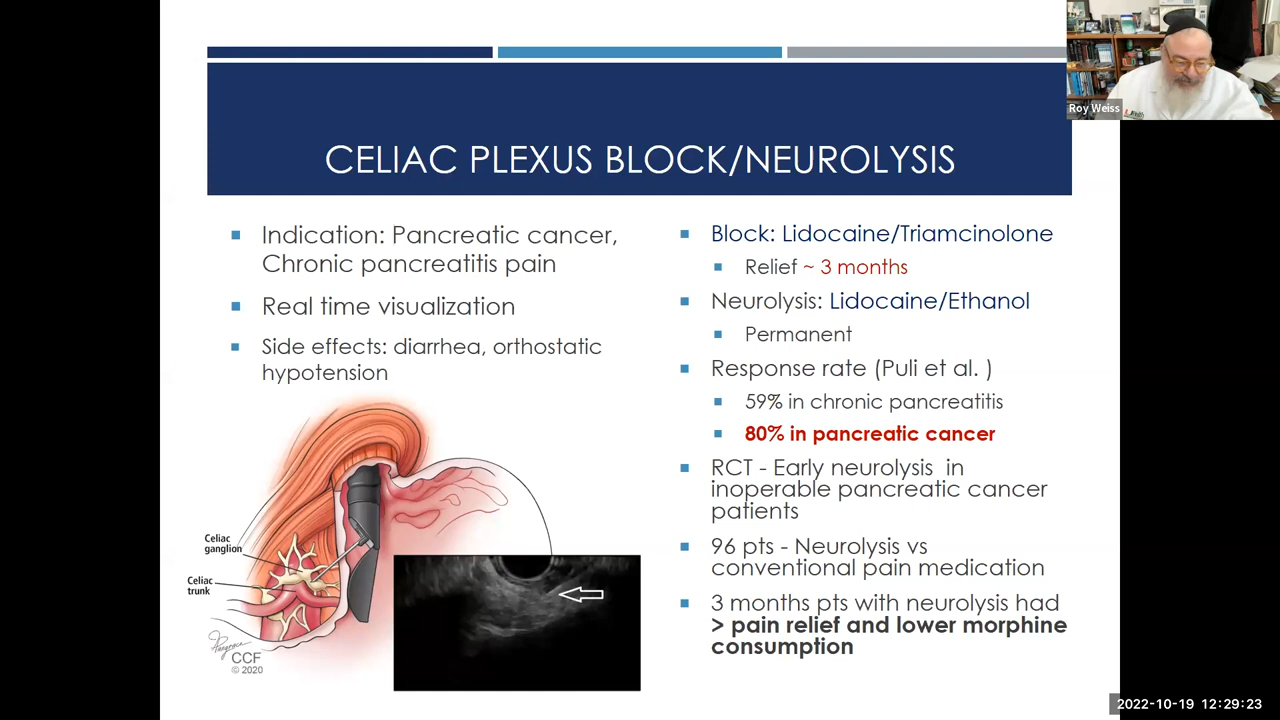 Roy Weiss
CELIAC PLEXUS BLOCK/NEUROLYSIS
Indication: Pancreatic cancer,
Chronic pancreatitis pain
Real time visualization
Side effects: diarrhea, orthostatic
hypotension
Celiac
ganglion
Celiac
trunk
CCF
© 2020
Block: Lidocaine/Triamcinolone
Relief ~ 3 months
Neurolysis: Lidocaine/Ethanol
Permanent
Response rate (Puli et al. )
59% in chronic pancreatitis
80% in pancreatic cancer
RCT - Early neurolysis in
inoperable pancreatic cancer
patients
96 pts - Neurolysis vs
conventional pain medication
3 months pts with neurolysis had
> pain relief and lower morphine
consumption
2022-10-19 12:29:23